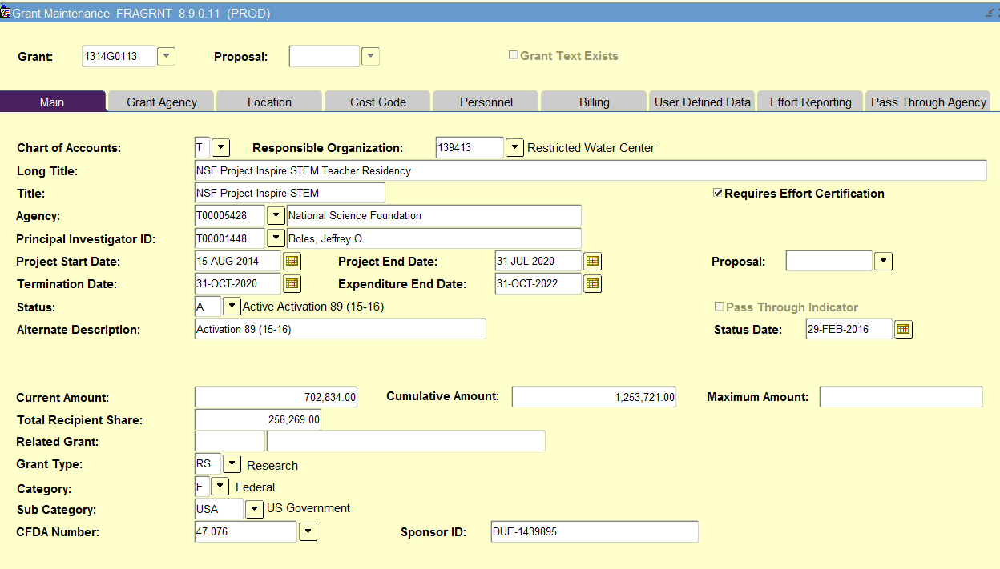 Grant Maintenance FRAGRNT 8.9.0.11 (PROD)
Grant: 1314G0113 Proposal: Grant Text Exists
Main Grant Agency Location Cost Code Personnel Billing User Defined Data Effort Reporting Pass Through Agency
Chart of Accounts: T Responsible Organization: 139413 Restricted Water Center
Long Title: NSF Project Inspire STEM Teacher Residency
Title: NSF Project Inspire STEM Requires Effort Certification
Agency: T00005428 National Science Foundation
Principal Investigator ID: T00001448 Boles, Jeffrey O.
Project Start Date: 15-AUG-2014 Project End Date: 31-JUL-2020 Proposal:
Termination Date: 31-OCT-2020 Expenditure End Date: 31-OCT-2022
Status: A Active Activation 89 (15-16) Pass Through Indicator
Alternate Description: Activation 89 (15-16) Status Date: 29-FEB-2016
Current Amount: 702,834.00 Cumulative Amount: 1,253,721.00 Maximum Amount:
Total Recipient Share: 258,269.00
Related Grant:
Grant Type: RS Research
Category: F Federal
Sub Category: USA US Government
CFDA Number: 47.076 Sponsor ID: DUE-1439895